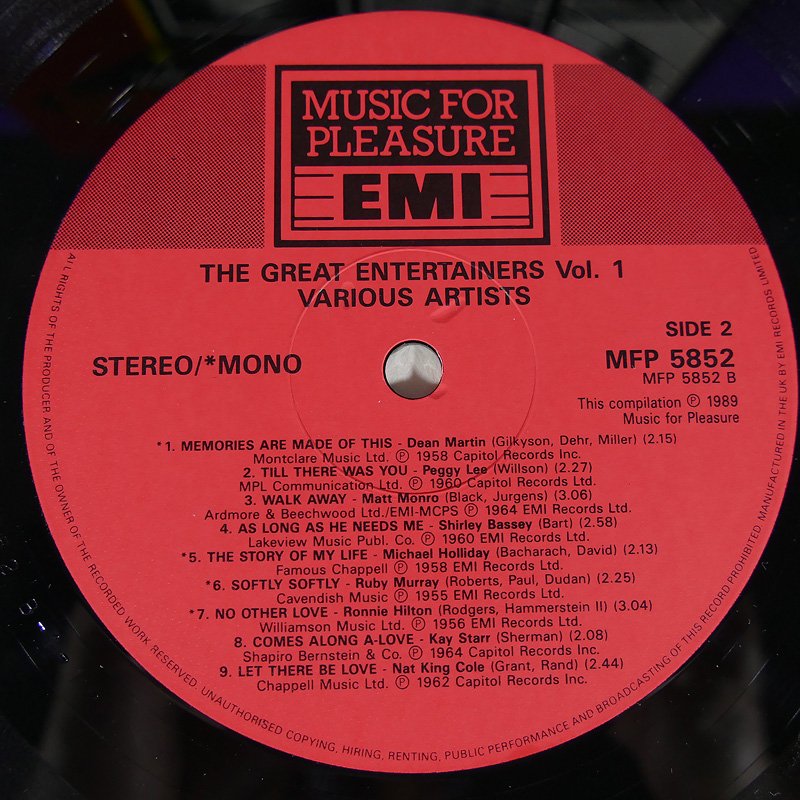 MUSIC FOR
PLEASURE
EMI
THE GREAT ENTERTAINERS Vol. 1
VARIOUS ARTISTS
SIDE 2
STEREO/*MONO
MFP 5852
MFP 5852 B
This compilation ℗ 1989
Music for Pleasure
*1. MEMORIES ARE MADE OF THIS - Dean Martin (Gilkyson, Dehr, Miller) (2.15)
Montclare Music Ltd. ℗ 1958 Capitol Records Inc.
2. TILL THERE WAS YOU - Peggy Lee (Willson) (2.27)
MPL Communication Ltd. ℗ 1960 Capitol Records Ltd.
3. WALK AWAY - Matt Monro (Black, Jurgens) (3.06)
Ardmore & Beechwood Ltd./EMI-MCPS ℗ 1964 EMI Records Ltd.
4. AS LONG AS HE NEEDS ME - Shirley Bassey (Bart) (2.58)
Lakeview Music Publ. Co. ℗ 1960 EMI Records Ltd.
*5. THE STORY OF MY LIFE - Michael Holliday (Bacharach, David) (2.13)
Famous Chappell ℗ 1958 EMI Records Ltd.
*6. SOFTLY SOFTLY - Ruby Murray (Roberts, Paul, Dudan) (2.25)
Cavendish Music ℗ 1955 EMI Records Ltd.
*7. NO OTHER LOVE - Ronnie Hilton (Rodgers, Hammerstein II) (3.04)
Williamson Music Ltd. ℗ 1956 EMI Records Ltd.
8. COMES ALONG A-LOVE - Kay Starr (Sherman) (2.08)
Shapiro Bernstein & Co. ℗ 1964 Capitol Records Inc.
9. LET THERE BE LOVE - Nat King Cole (Grant, Rand) (2.44)
Chappell Music Ltd. ℗ 1962 Capitol Records Inc.
ALL RIGHTS OF THE PRODUCER AND OF THE OWNER OF THE RECORDED WORK RESERVED. UNAUTHORISED COPYING, HIRING, RENTING, PUBLIC PERFORMANCE AND BROADCASTING OF THIS RECORD PROHIBITED. MANUFACTURED IN THE UK BY EMI RECORDS LIMITED